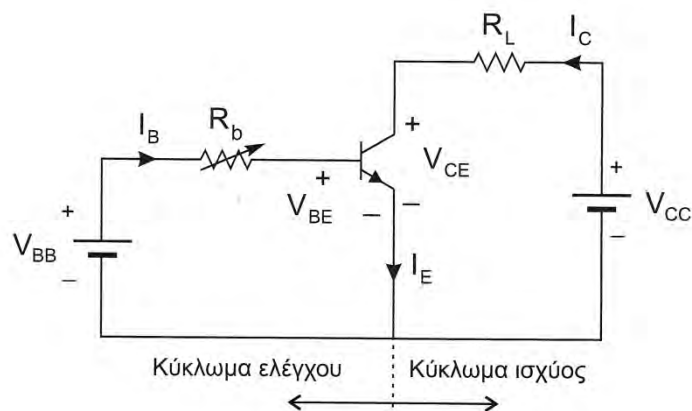 R_L I_C
I_B R_b
+
V_CE
+
V_BE
− −
+
V_BB
−
+
V_CC
−
I_E
Κύκλωμα ελέγχου Κύκλωμα ισχύος